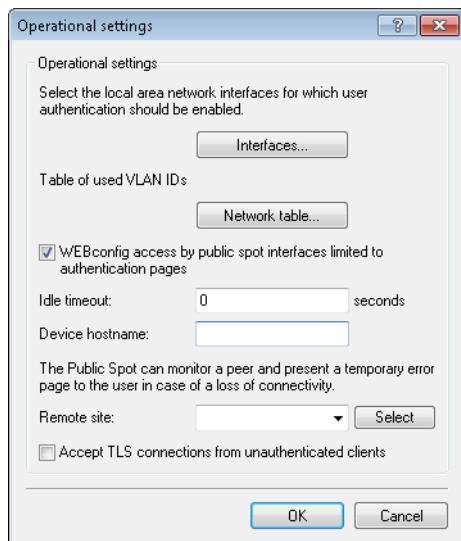 Operational settings
Operational settings
Select the local area network interfaces for which user
authentication should be enabled.
Interfaces...
Table of used VLAN IDs
Network table...
WEBconfig access by public spot interfaces limited to
authentication pages
Idle timeout: 0 seconds
Device hostname:
The Public Spot can monitor a peer and present a temporary error
page to the user in case of a loss of connectivity.
Remote site: Select
Accept TLS connections from unauthenticated clients
OK Cancel